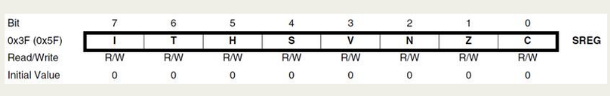 Bit 7 6 5 4 3 2 1 0
0x3F (0x5F) I T H S V N Z C SREG
Read/Write R/W R/W R/W R/W R/W R/W R/W R/W
Initial Value 0 0 0 0 0 0 0 0